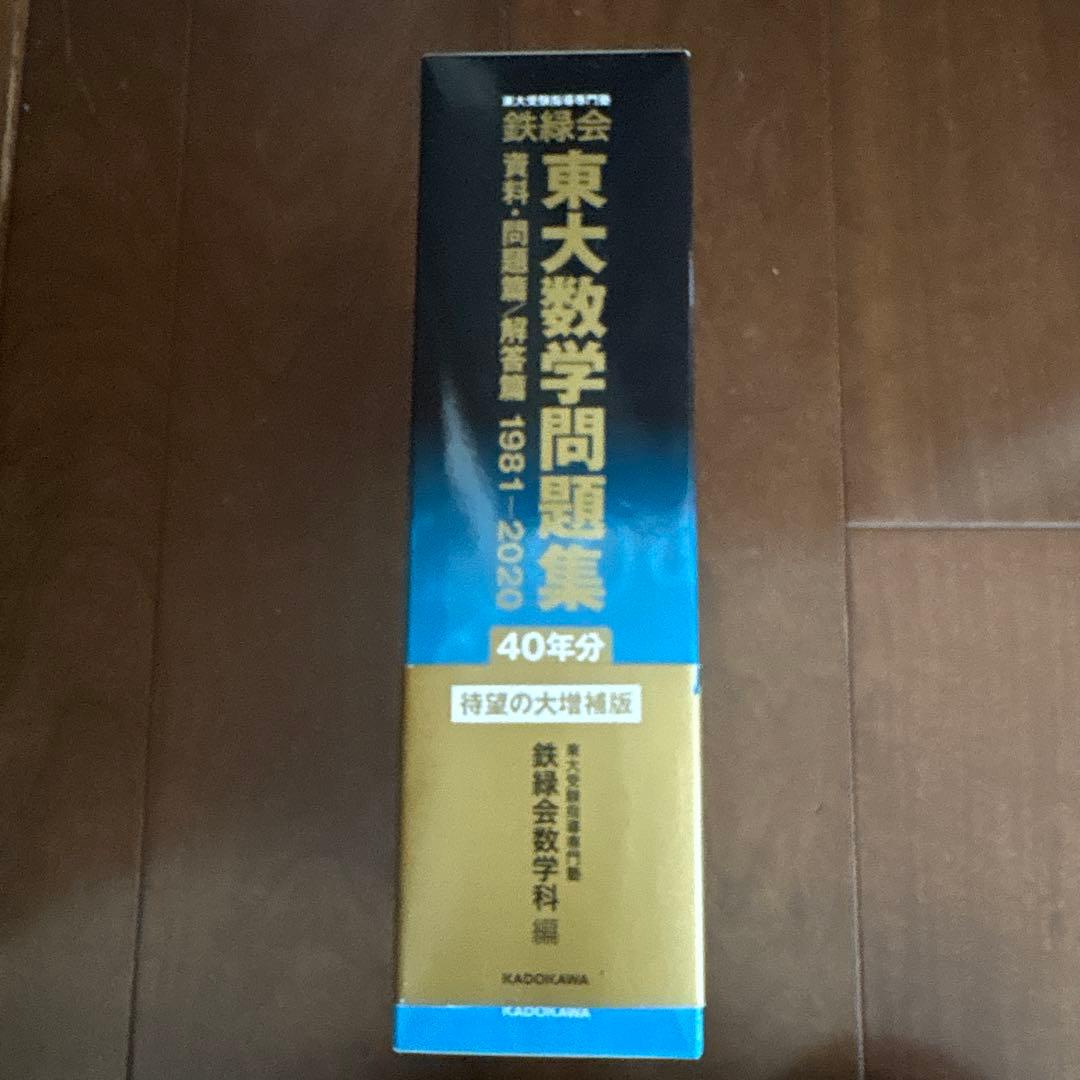 東大受験指導専門塾
鉄緑会
東大数学問題集
資料・問題篇/解答篇 1981-2020
40年分
待望の大増補版
東大受験指導専門塾
鉄緑会数学科 編
KADOKAWA
KADOKAWA